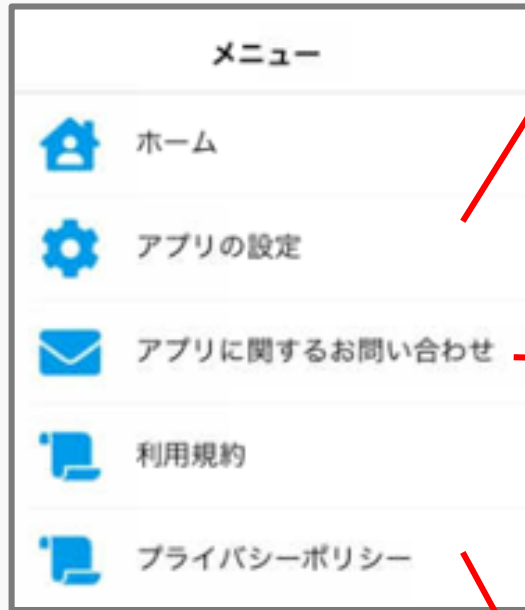 メニュー
ホーム
アプリの設定
アプリに関するお問い合わせ
利用規約
プライバシーポリシー